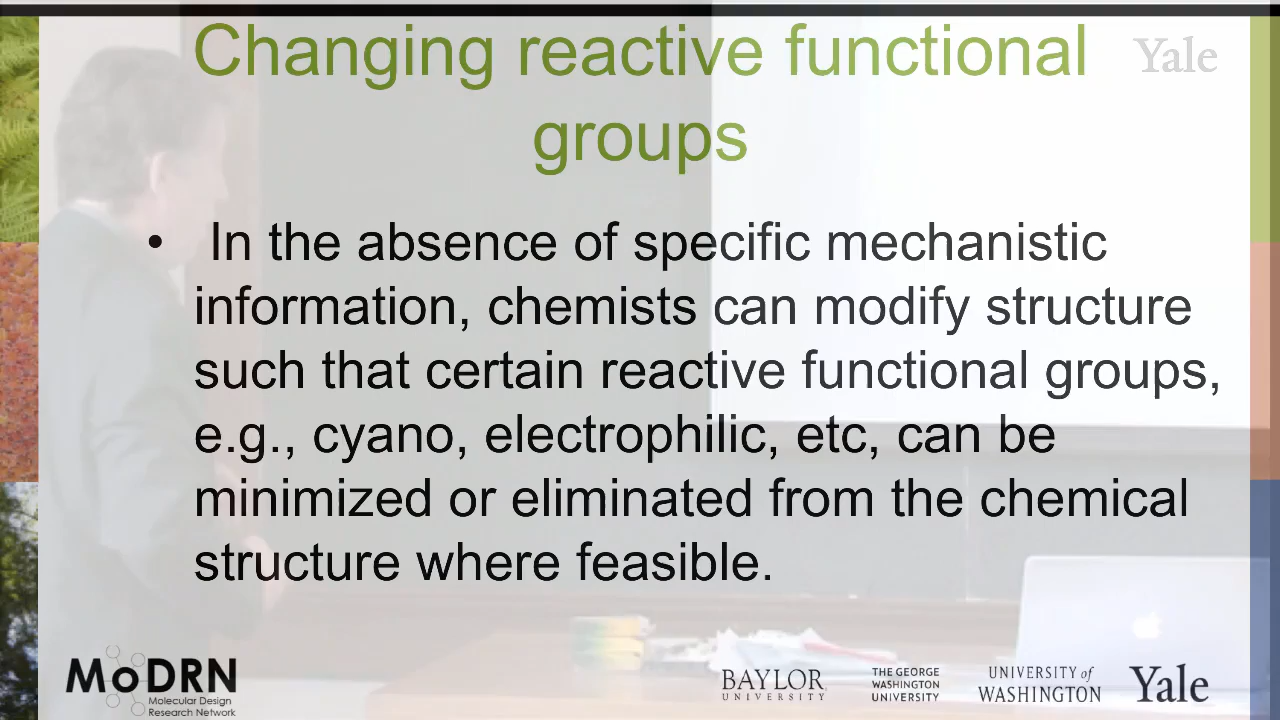 Changing reactive functional
groups
Yale
• In the absence of specific mechanistic
information, chemists can modify structure
such that certain reactive functional groups,
e.g., cyano, electrophilic, etc, can be
minimized or eliminated from the chemical
structure where feasible.
MoDRN
Molecular Design
Research Network
BAYLOR
UNIVERSITY
THE GEORGE
WASHINGTON
UNIVERSITY
UNIVERSITY of
WASHINGTON
Yale